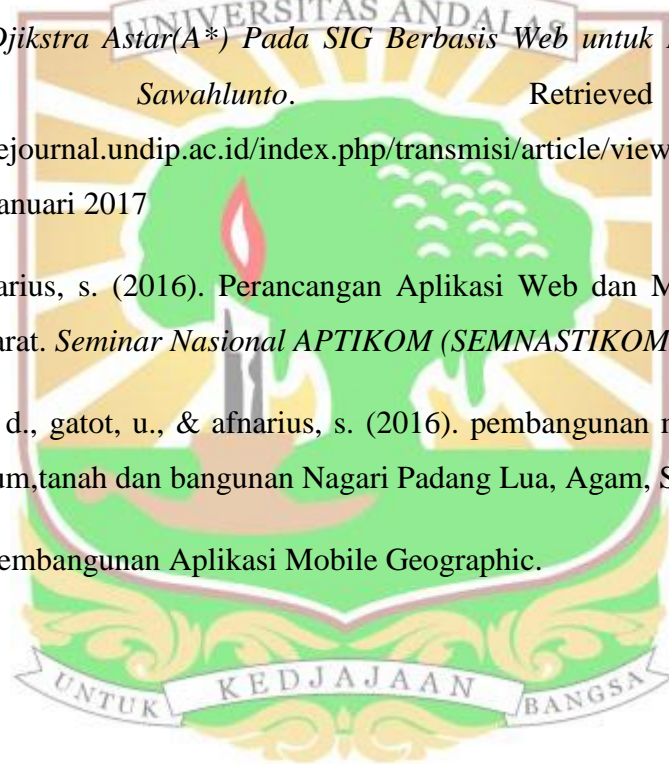 UNIVERSITAS ANDALAS
Djikstra Astar(A*) Pada SIG Berbasis Web untuk
Sawahlunto. Retrieved
ejournal.undip.ac.id/index.php/transmisi/article/view
anuari 2017
arius, s. (2016). Perancangan Aplikasi Web dan M
arat. Seminar Nasional APTIKOM (SEMNASTIKOM
d., gatot, u., & afnarius, s. (2016). pembangunan
um,tanah dan bangunan Nagari Padang Lua, Agam, S
embangunan Aplikasi Mobile Geographic.
UNTUK KEDJAJAAN BANGSA